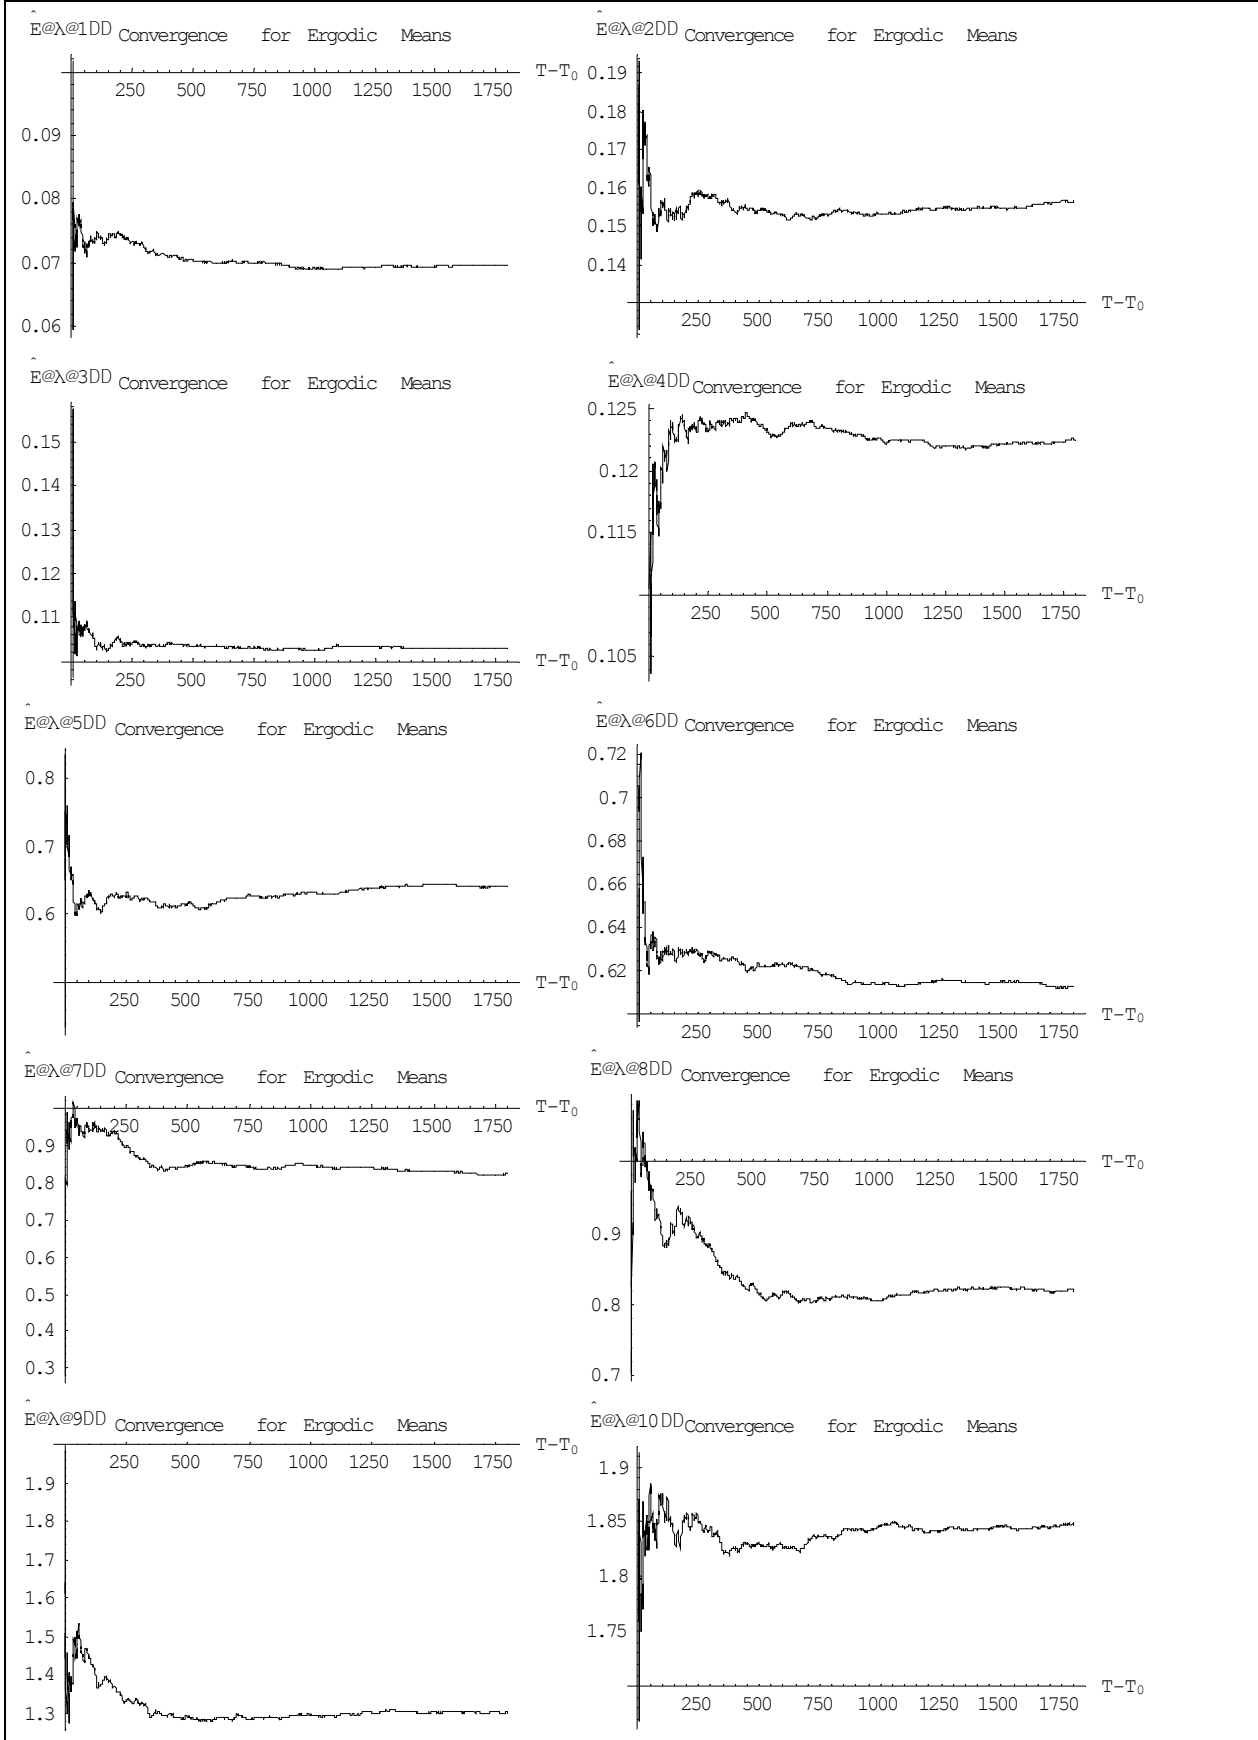 ˆ
E@λ@1DD Convergence for Ergodic Means
T-T₀
250 500 750 1000 1250 1500 1750
0.09
0.08
0.07
0.06
ˆ
E@λ@2DD Convergence for Ergodic Means
0.19
0.18
0.17
0.16
0.15
0.14
T-T₀
250 500 750 1000 1250 1500 1750
ˆ
E@λ@3DD Convergence for Ergodic Means
0.15
0.14
0.13
0.12
0.11
T-T₀
250 500 750 1000 1250 1500 1750
ˆ
E@λ@4DD Convergence for Ergodic Means
0.125
0.12
0.115
T-T₀
250 500 750 1000 1250 1500 1750
0.105
ˆ
E@λ@5DD Convergence for Ergodic Means
0.8
0.7
0.6
T-T₀
250 500 750 1000 1250 1500 1750
ˆ
E@λ@6DD Convergence for Ergodic Means
0.72
0.7
0.68
0.66
0.64
0.62
T-T₀
250 500 750 1000 1250 1500 1750
ˆ
E@λ@7DD Convergence for Ergodic Means
T-T₀
250 500 750 1000 1250 1500 1750
0.9
0.8
0.7
0.6
0.5
0.4
0.3
ˆ
E@λ@8DD Convergence for Ergodic Means
T-T₀
250 500 750 1000 1250 1500 1750
0.9
0.8
0.7
ˆ
E@λ@9DD Convergence for Ergodic Means
T-T₀
250 500 750 1000 1250 1500 1750
1.9
1.8
1.7
1.6
1.5
1.4
1.3
ˆ
E@λ@10DD Convergence for Ergodic Means
1.9
1.85
1.8
1.75
T-T₀
250 500 750 1000 1250 1500 1750